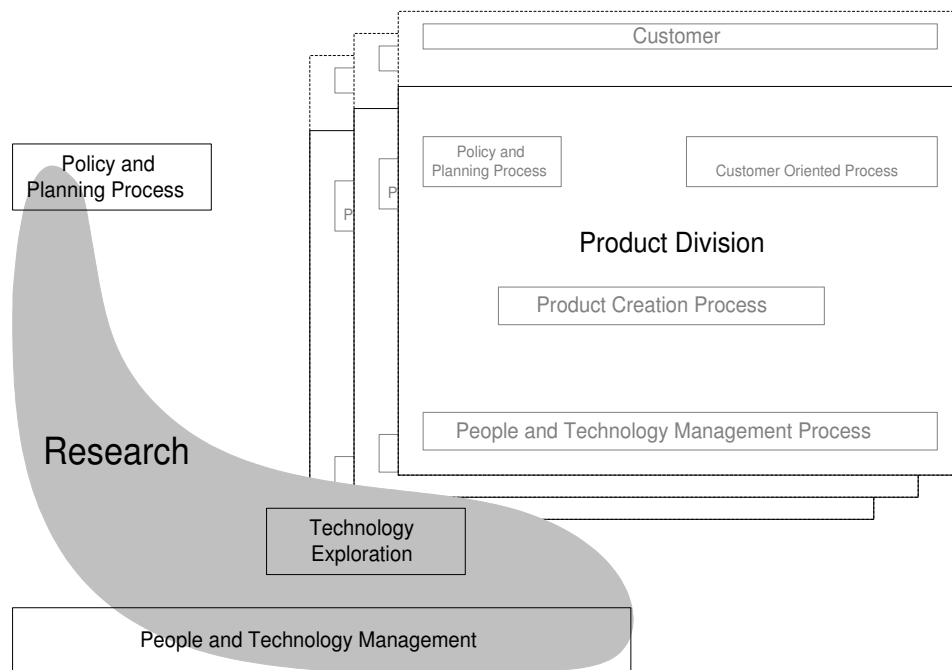 Customer
Policy and
Planning Process
Customer Oriented Process
Policy and
Planning Process
P
P
Product Division
Product Creation Process
People and Technology Management Process
Research
Technology
Exploration
People and Technology Management